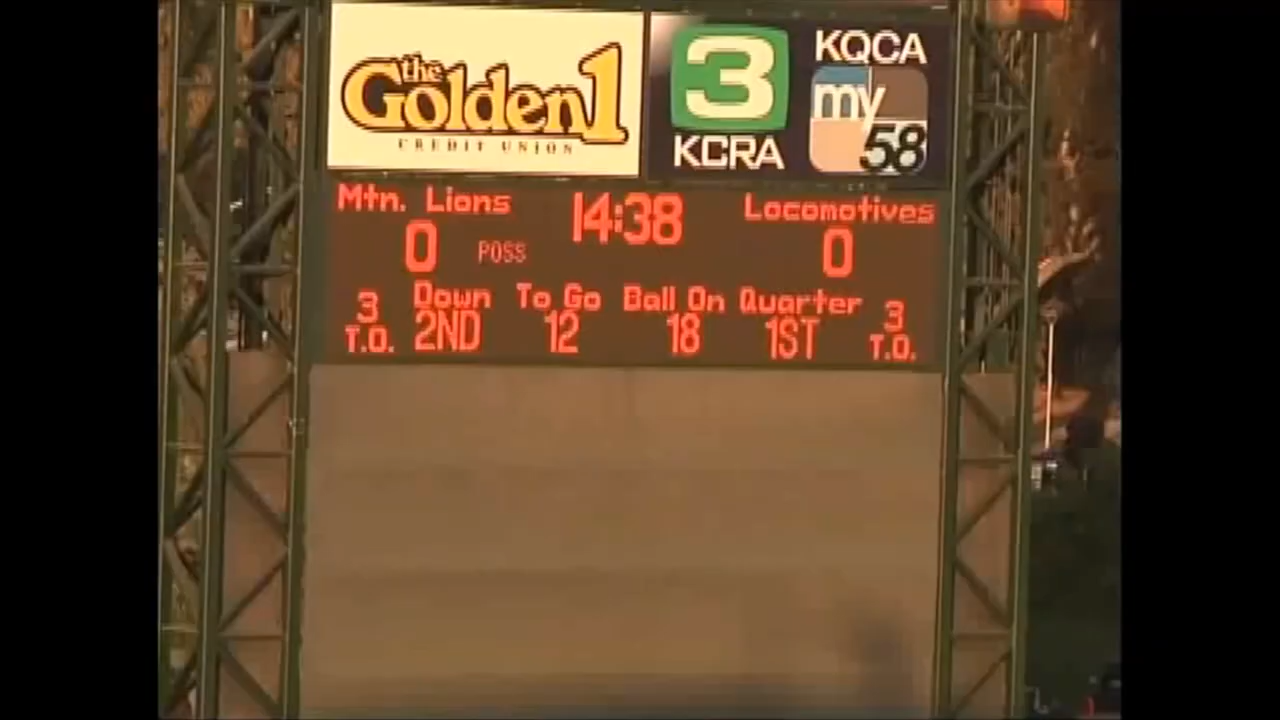 the
Golden1
CREDIT UNION
3
KCRA
KQCA
my
58
Mtn. Lions 14:38 Locomotives
0 POSS 0
Down To Go Ball On Quarter
3 2ND 12 18 1ST 3
T.O. T.O.